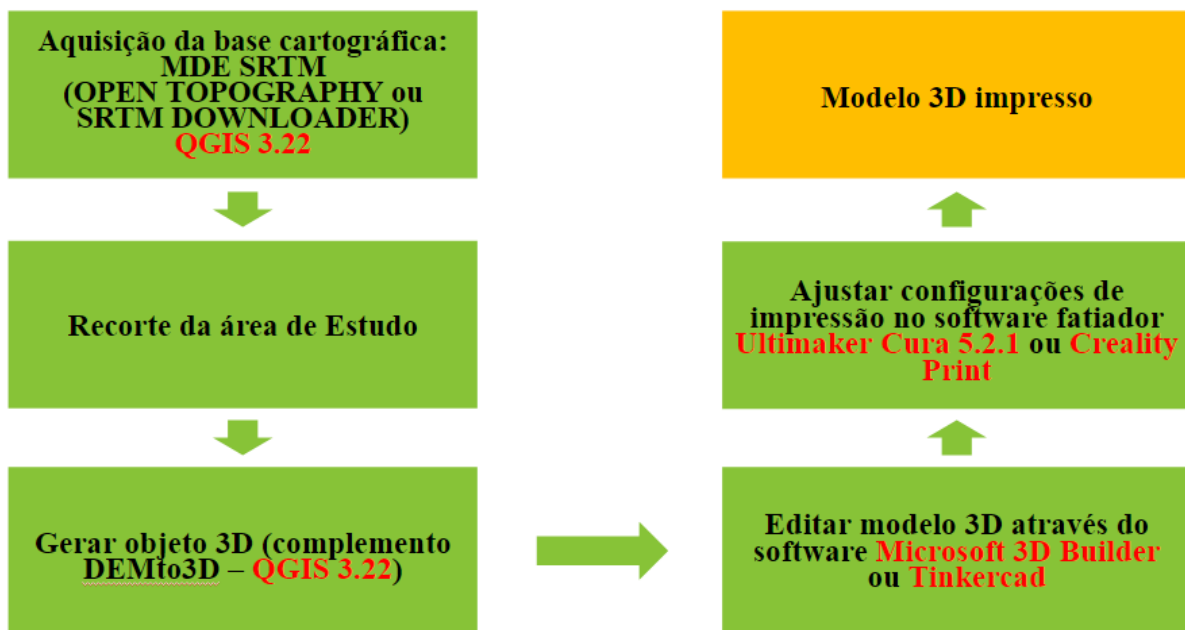 Aquisição da base cartográfica:
MDE SRTM
(OPEN TOPOGRAPHY ou
SRTM DOWNLOADER)
QGIS 3.22
Recorte da área de Estudo
Gerar objeto 3D (complemento
DEMto3D – QGIS 3.22)
Editar modelo 3D através do
software Microsoft 3D Builder
ou Tinkercad
Ajustar configurações de
impressão no software fatiador
Ultimaker Cura 5.2.1 ou Creality
Print
Modelo 3D impresso